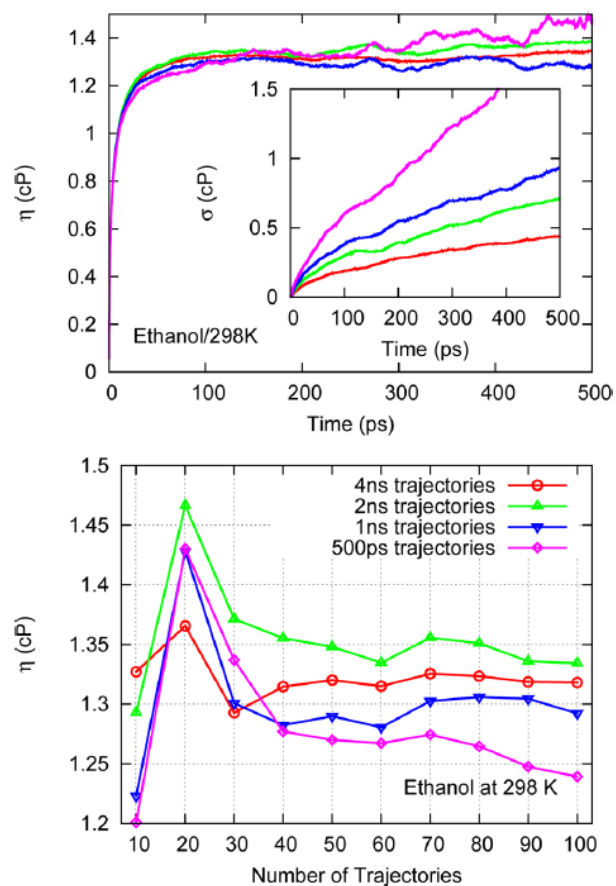 1.4
1.2
1
0.8
0.6
0.4
0.2
0
η (cP)
1.5
1
0.5
0
σ (cP)
0 100 200 300 400 500
Time (ps)
Ethanol/298K
0 100 200 300 400 500
Time (ps)
1.5
1.45
1.4
1.35
1.3
1.25
1.2
η (cP)
4ns trajectories
2ns trajectories
1ns trajectories
500ps trajectories
Ethanol at 298 K
10 20 30 40 50 60 70 80 90 100
Number of Trajectories